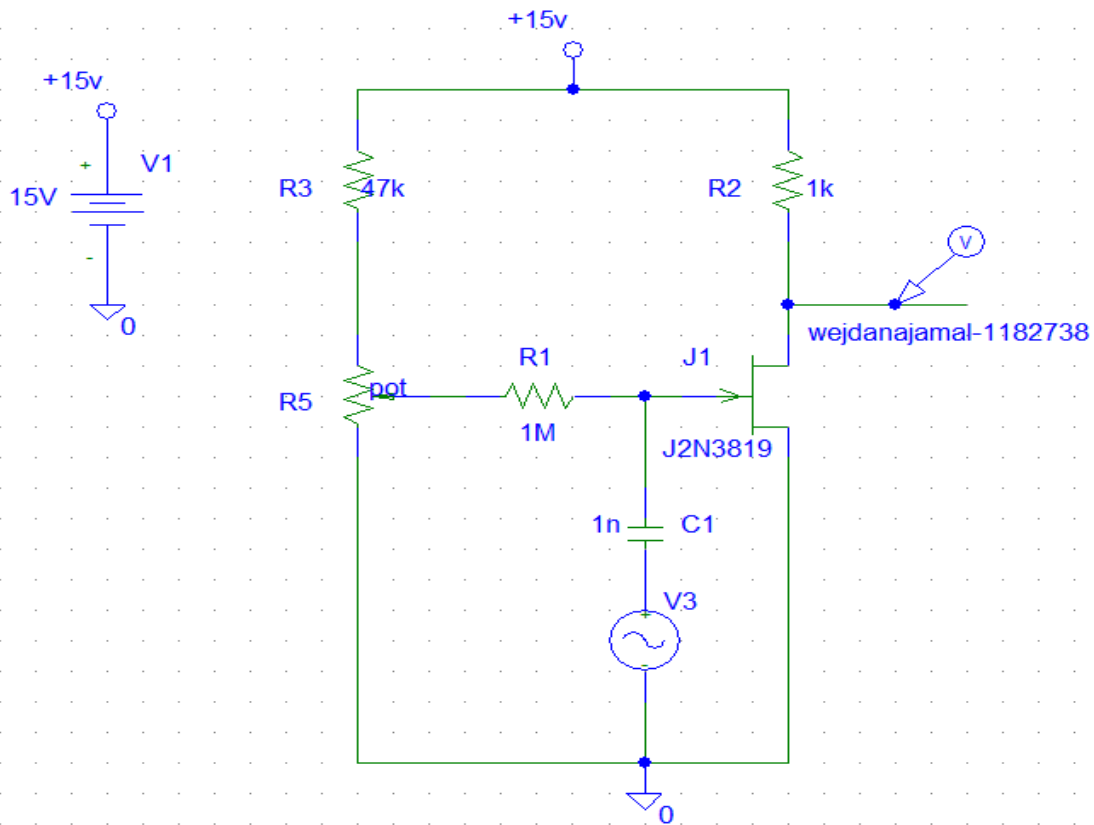 +15v
+15v
+
V1
15V
-
0
R3
47k
R2
1k
V
wejdanajamal-1182738
R1
J1
R5
pot
1M
J2N3819
1n
C1
V3
+
-
0